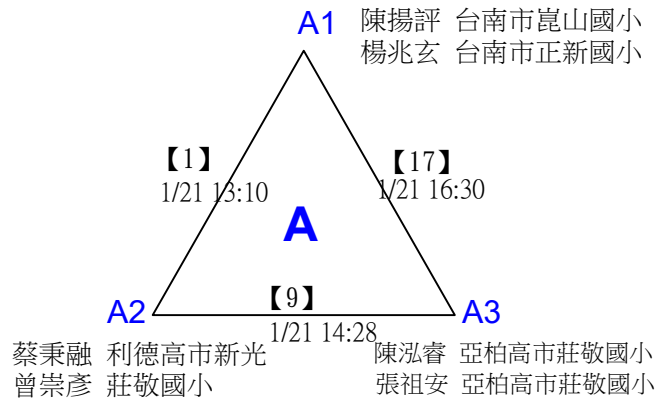 A1 陳揚評 台南市崑山國小
楊兆玄 台南市正新國小
【1】
1/21 13:10
【17】
1/21 16:30
A
【9】
1/21 14:28
A2
A3
蔡秉融 利德高市新光
曾崇彥 莊敬國小
陳泓睿 亞柏高市莊敬國小
張祖安 亞柏高市莊敬國小